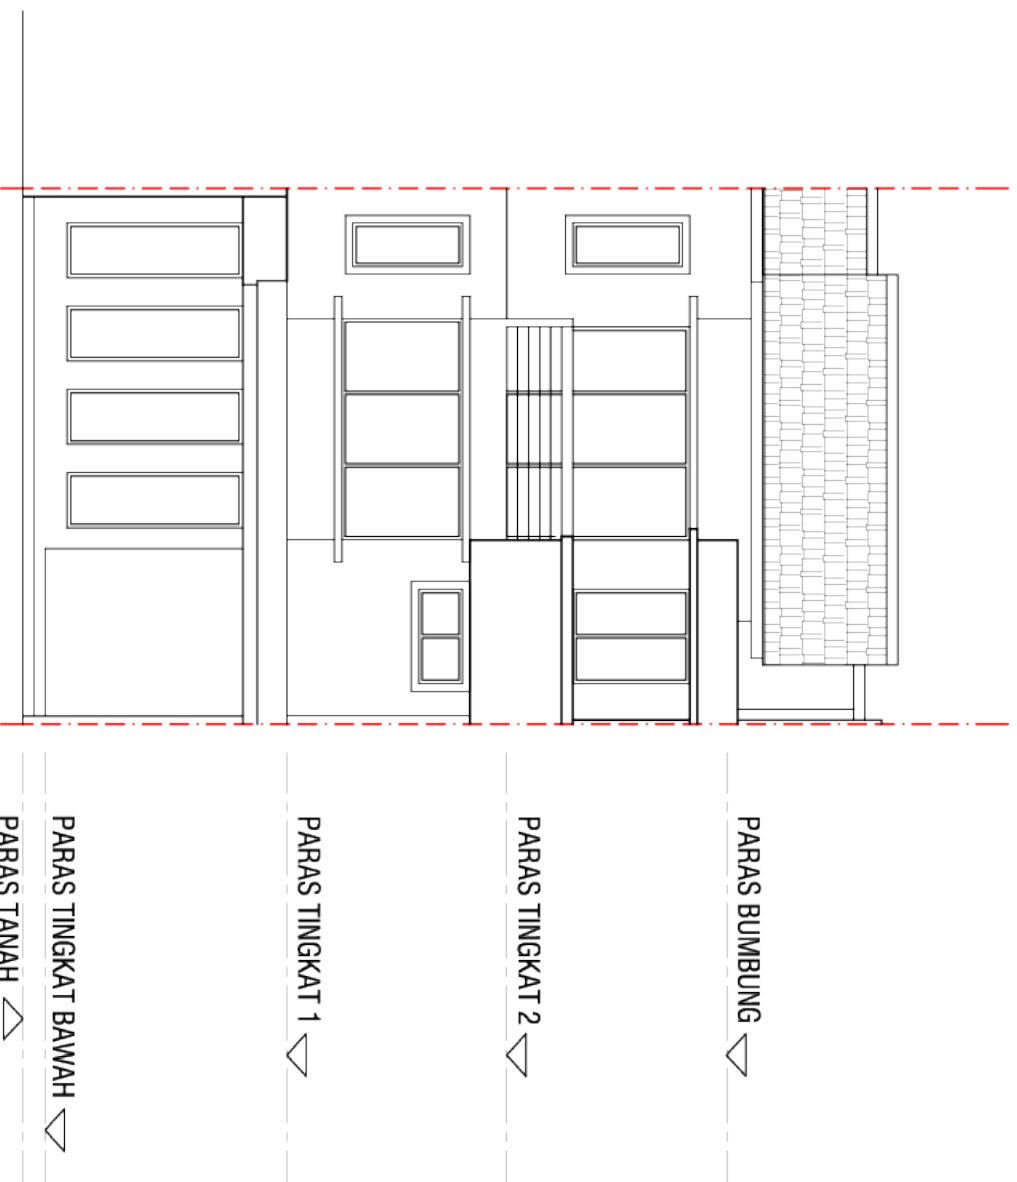 PARAS BUMBUNG
PARAS TINGKAT 2
PARAS TINGKAT 1
PARAS TINGKAT BAWAH
PARAS TANAH